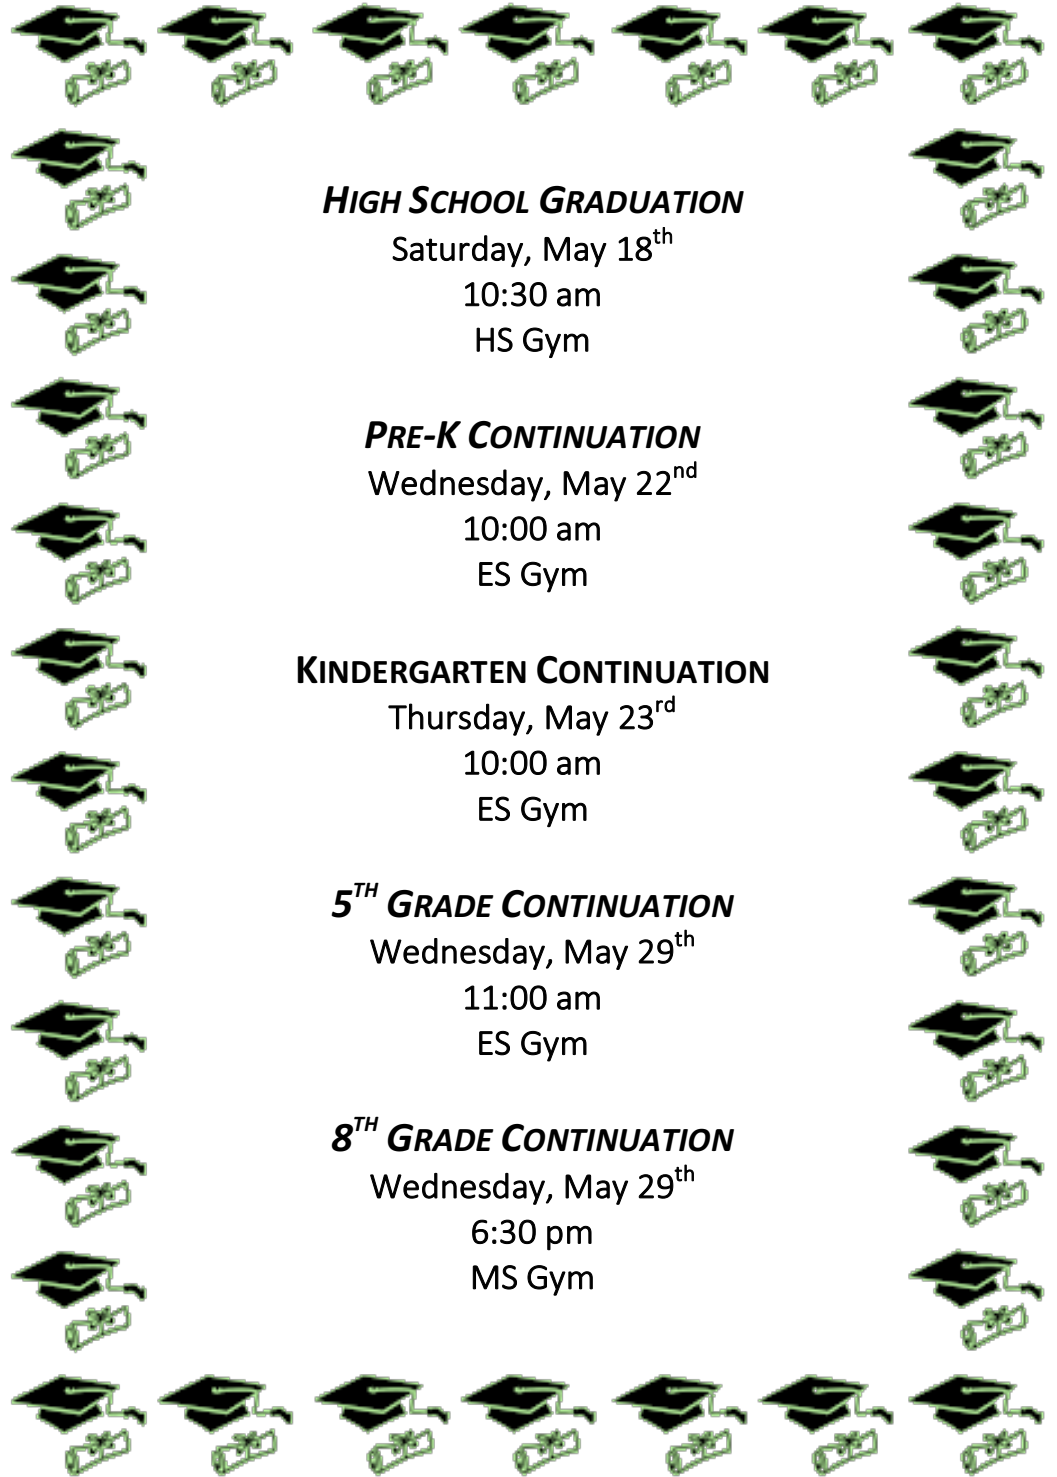 HIGH SCHOOL GRADUATION
Saturday, May 18th
10:30 am
HS Gym
PRE-K CONTINUATION
Wednesday, May 22nd
10:00 am
ES Gym
KINDERGARTEN CONTINUATION
Thursday, May 23rd
10:00 am
ES Gym
5TH GRADE CONTINUATION
Wednesday, May 29th
11:00 am
ES Gym
8TH GRADE CONTINUATION
Wednesday, May 29th
6:30 pm
MS Gym